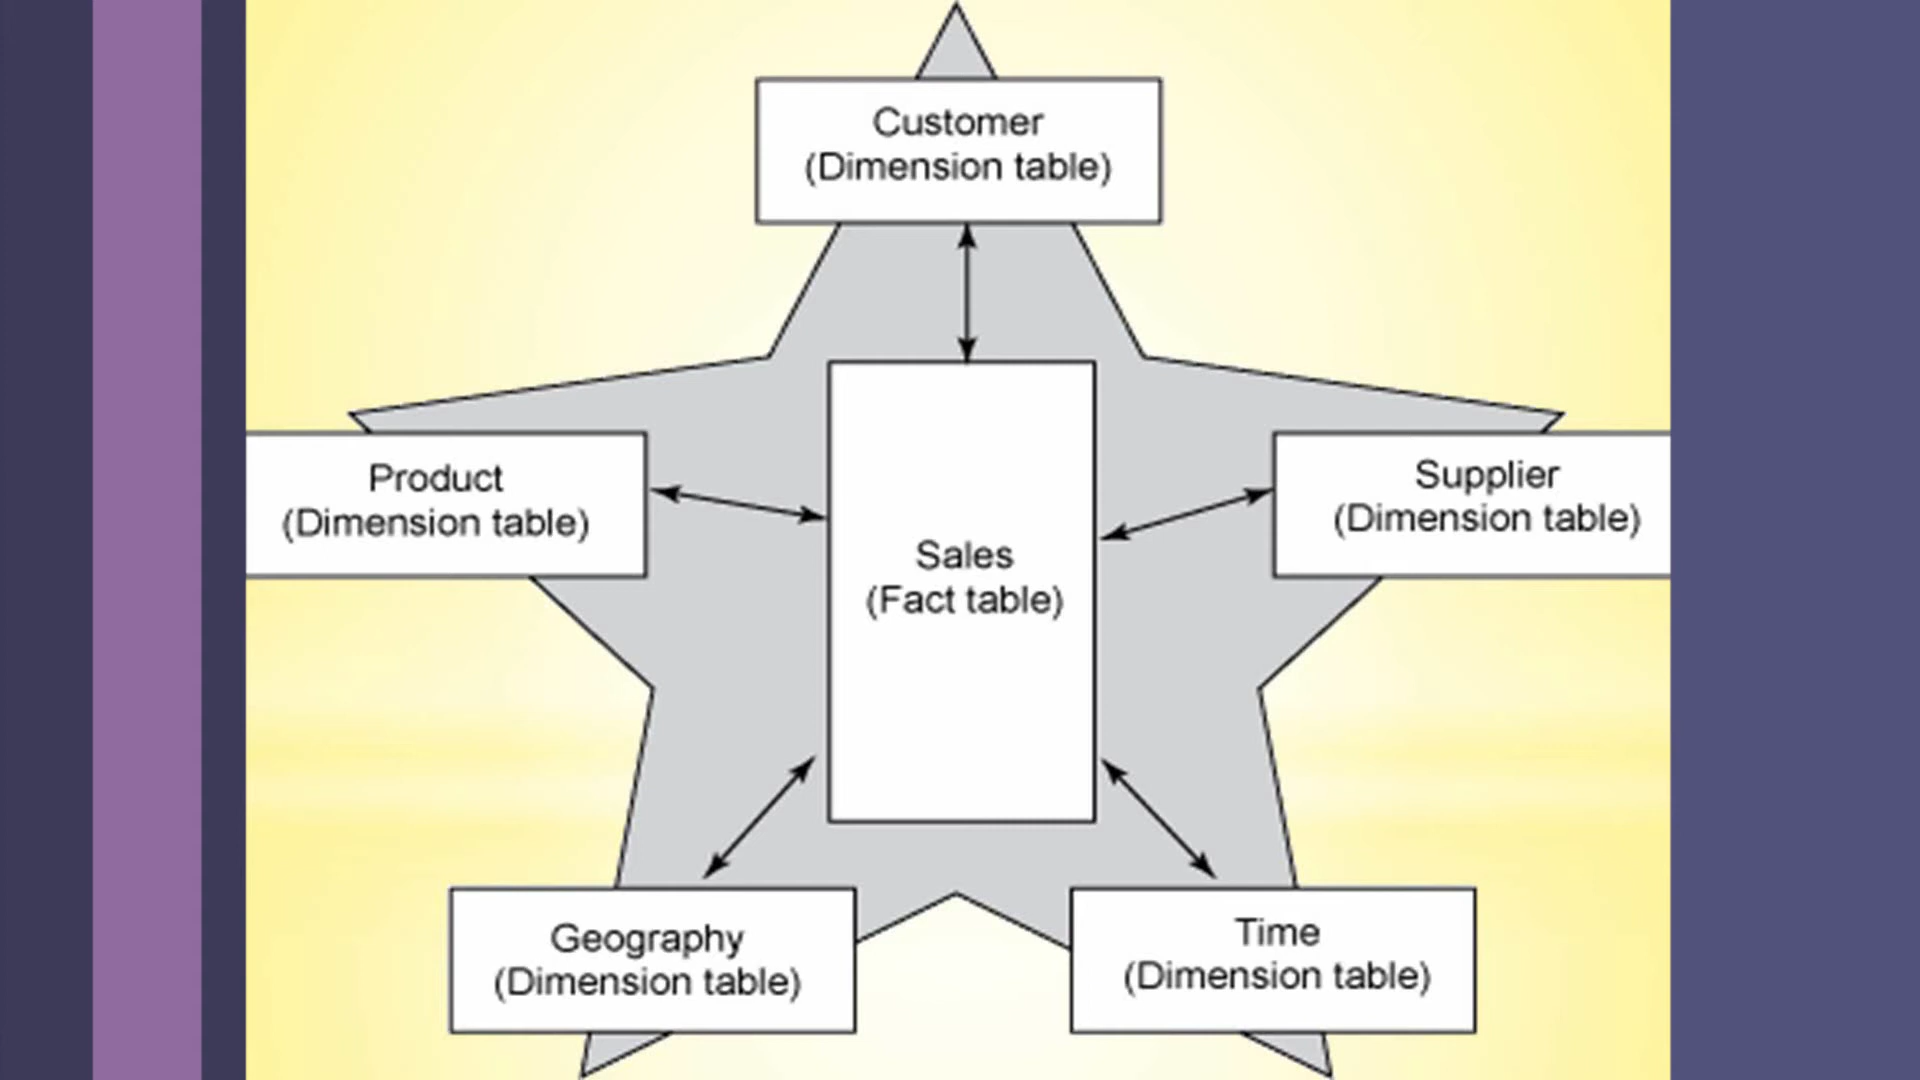 Customer
(Dimension table)
Product
(Dimension table)
Supplier
(Dimension table)
Sales
(Fact table)
Geography
(Dimension table)
Time
(Dimension table)